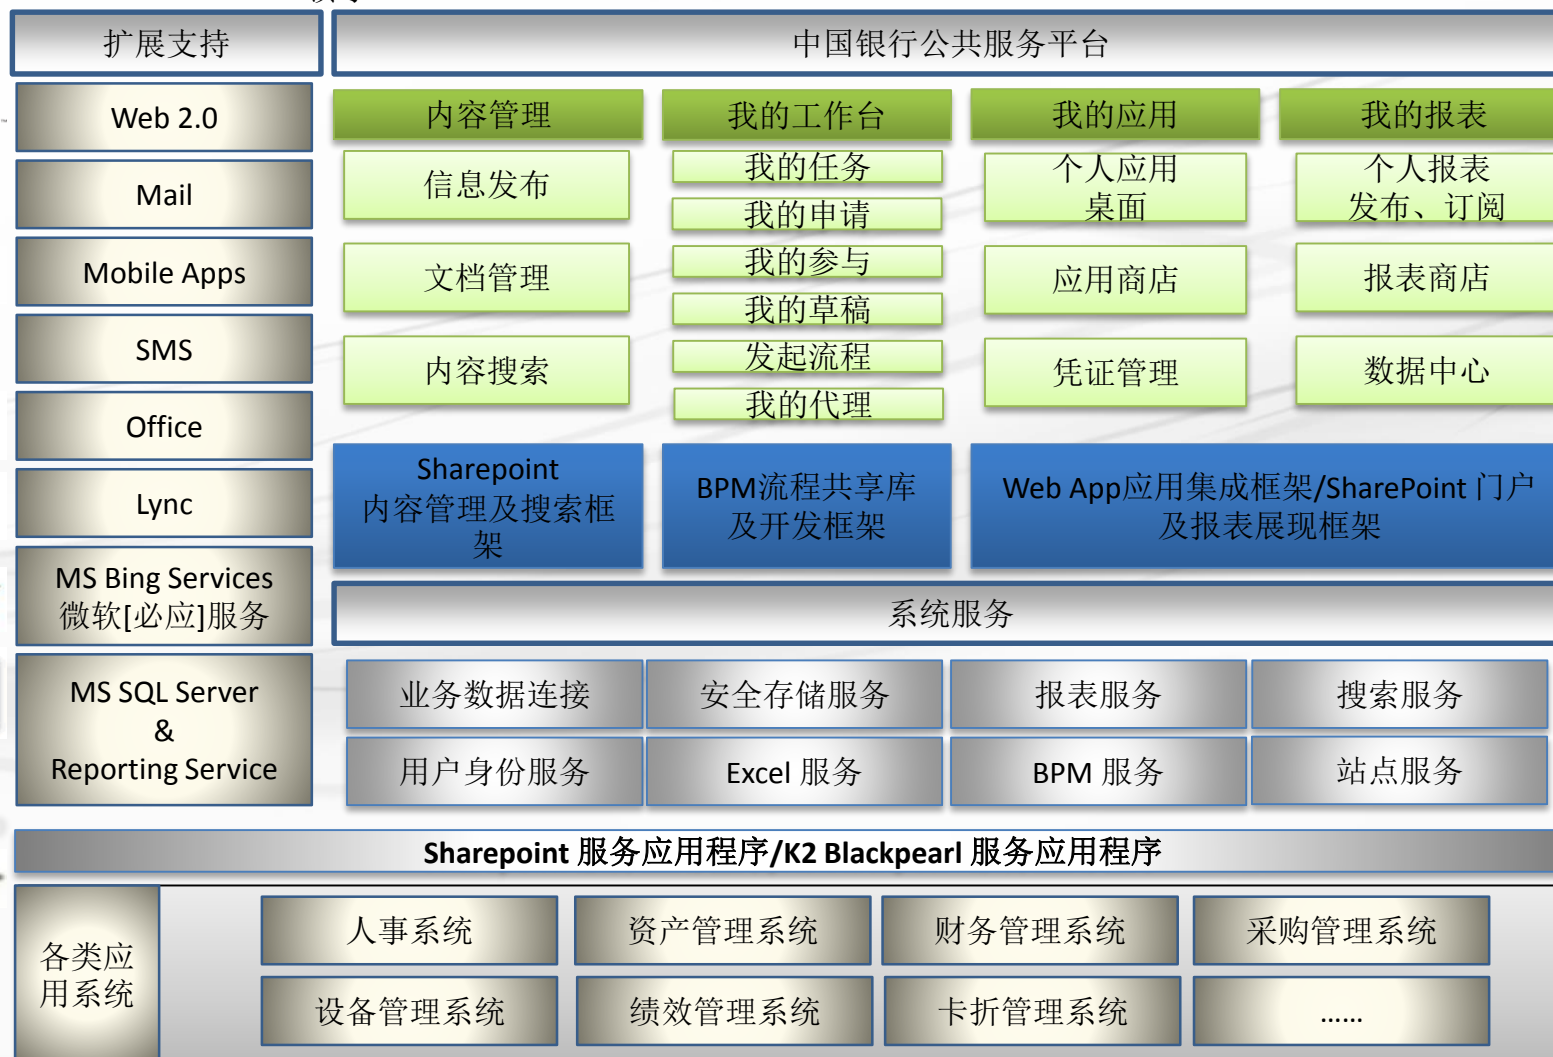 扩展支持
中国银行公共服务平台
Web 2.0
Mail
Mobile Apps
SMS
Office
Lync
MS Bing Services
微软[必应]服务
MS SQL Server
&
Reporting Service
内容管理
信息发布
文档管理
内容搜索
我的工作台
我的任务
我的申请
我的参与
我的草稿
发起流程
我的代理
我的应用
个人应用
桌面
应用商店
凭证管理
我的报表
个人报表
发布、订阅
报表商店
数据中心
Sharepoint
内容管理及搜索框
架
BPM流程共享库
及开发框架
Web App应用集成框架/SharePoint 门户
及报表展现框架
系统服务
业务数据连接
安全存储服务
报表服务
搜索服务
用户身份服务
Excel 服务
BPM 服务
站点服务
Sharepoint 服务应用程序/K2 Blackpearl 服务应用程序
各类应
用系统
人事系统
资产管理系统
财务管理系统
采购管理系统
设备管理系统
绩效管理系统
卡折管理系统
......